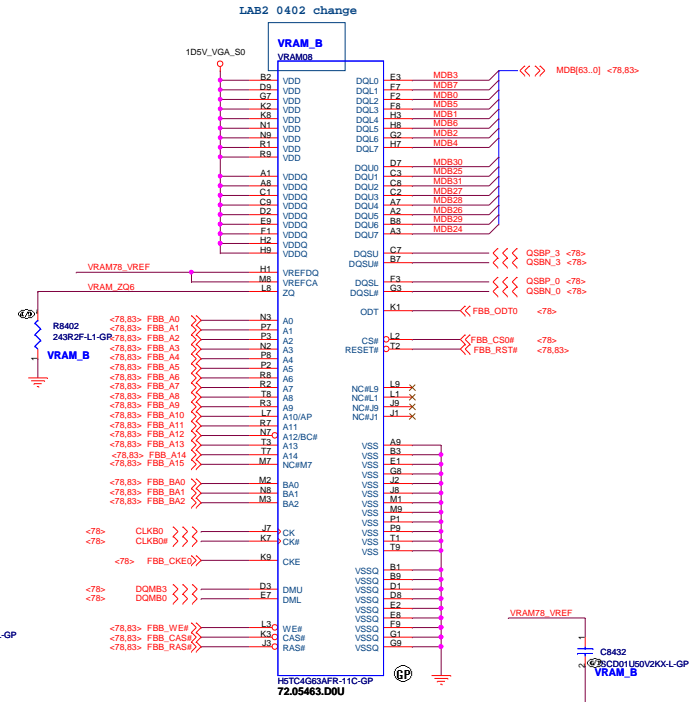 LAB2 0402 change
VRAM_B
VRAM08
1D5V_VGA_S0
B2 VDD
D9 VDD
G7 VDD
K2 VDD
K8 VDD
N1 VDD
N9 VDD
R1 VDD
R9 VDD
A1 VDDQ
A8 VDDQ
C1 VDDQ
C9 VDDQ
D2 VDDQ
E9 VDDQ
F1 VDDQ
H2 VDDQ
H9 VDDQ
VRAM78_VREF H1 VREFDQ
M8 VREFCA
VRAM_ZQ6 L8 ZQ
R8402
243R2F-L1-GP
VRAM_B
1
<78,83> FBB_A0 N3 A0
<78,83> FBB_A1 P7 A1
<78,83> FBB_A2 P3 A2
<78,83> FBB_A3 N2 A3
<78,83> FBB_A4 P8 A4
<78,83> FBB_A5 P2 A5
<78,83> FBB_A6 R8 A6
<78,83> FBB_A7 R2 A7
<78,83> FBB_A8 T8 A8
<78,83> FBB_A9 R3 A9
<78,83> FBB_A10 L7 A10/AP
<78,83> FBB_A11 R7 A11
<78,83> FBB_A12 N7 A12/BC#
<78,83> FBB_A13 T3 A13
<78,83> FBB_A14 T7 A14
<78,83> FBB_A15 M7 NC#M7
<78,83> FBB_BA0 M2 BA0
<78,83> FBB_BA1 N8 BA1
<78,83> FBB_BA2 M3 BA2
<78> CLKB0 J7 CK
<78> CLKB0# K7 CK#
<78> FBB_CKE0 K9 CKE
<78> DQMB3 D3 DMU
<78> DQMB0 E7 DML
<78,83> FBB_WE# L3 WE#
<78,83> FBB_CAS# K3 CAS#
<78,83> FBB_RAS# J3 RAS#
L-GP
DQL0 E3 MDB3
DQL1 F7 MDB7
DQL2 F2 MDB0
DQL3 F8 MDB5
DQL4 H3 MDB1
DQL5 H8 MDB6
DQL6 G2 MDB2
DQL7 H7 MDB4
MDB[63..0] <78,83>
DQU0 D7 MDB30
DQU1 C3 MDB25
DQU2 C8 MDB31
DQU3 C2 MDB27
DQU4 A7 MDB28
DQU5 A2 MDB26
DQU6 B8 MDB29
DQU7 A3 MDB24
DQSU C7 QSBP_3 <78>
DQSU# B7 QSBN_3 <78>
DQSL F3 QSBP_0 <78>
DQSL# G3 QSBN_0 <78>
ODT K1 FBB_ODT0 <78>
CS# L2 FBB_CS0# <78>
RESET# T2 FBB_RST# <78,83>
NC#L9 L9
NC#L1 L1
NC#J9 J9
NC#J1 J1
VSS A9
VSS B3
VSS E1
VSS G8
VSS J2
VSS J8
VSS M1
VSS M9
VSS P1
VSS P9
VSS T1
VSS T9
VSSQ B1
VSSQ B9
VSSQ D1
VSSQ D8
VSSQ E2
VSSQ E8
VSSQ F9
VSSQ G1
VSSQ G9
H5TC4G63AFR-11C-GP
72.05463.D0U
GP
VRAM78_VREF
1
C8432
2 SCD01U50V2KX-L-GP
VRAM_B